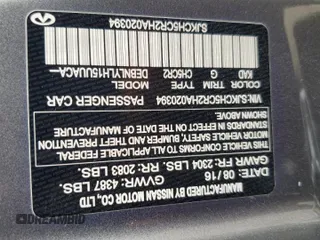 MANUFACTURED BY NISSAN
MOTOR CO., LTD
DATE: 08/16 GVWR: 4387 LBS.
GAWR FR: 2304 LBS. RR: 2083 LBS.
THIS VEHICLE CONFORMS TO ALL APPLICABLE FEDERAL
MOTOR VEHICLE SAFETY, BUMPER, AND THEFT
PREVENTION STANDARDS IN EFFECT ON THE DATE OF
MANUFACTURE SHOWN ABOVE.
VIN:SJKCH5CR2HA020394 PASSENGER CAR
COLOR TRIM TYPE
KAD G CH5CR2 DEBNLYLH15UUACA--
SJKCH5CR2HA020394
DREAMBID